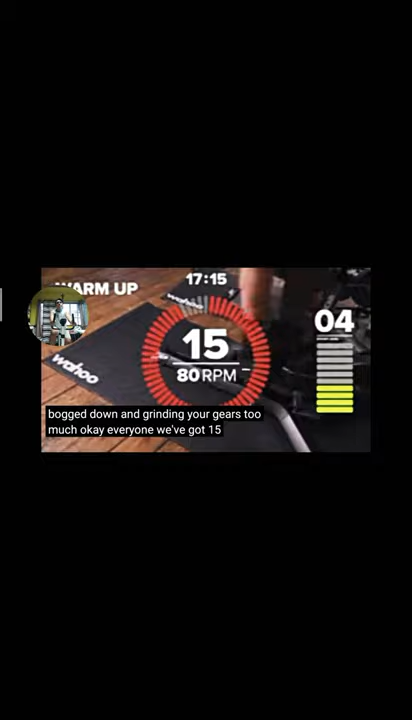 WARM UP
17:15
wahoo
04
15
80 RPM
wahoo
bogged down and grinding your gears too
much okay everyone we've got 15